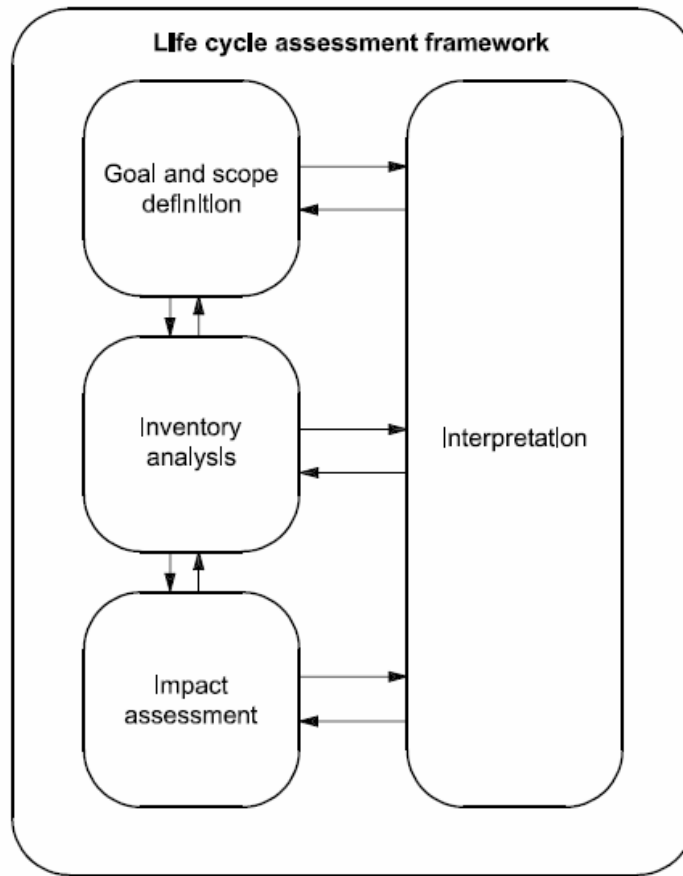 Life cycle assessment framework
Goal and scope
definition
Inventory
analysis
Interpretation
Impact
assessment